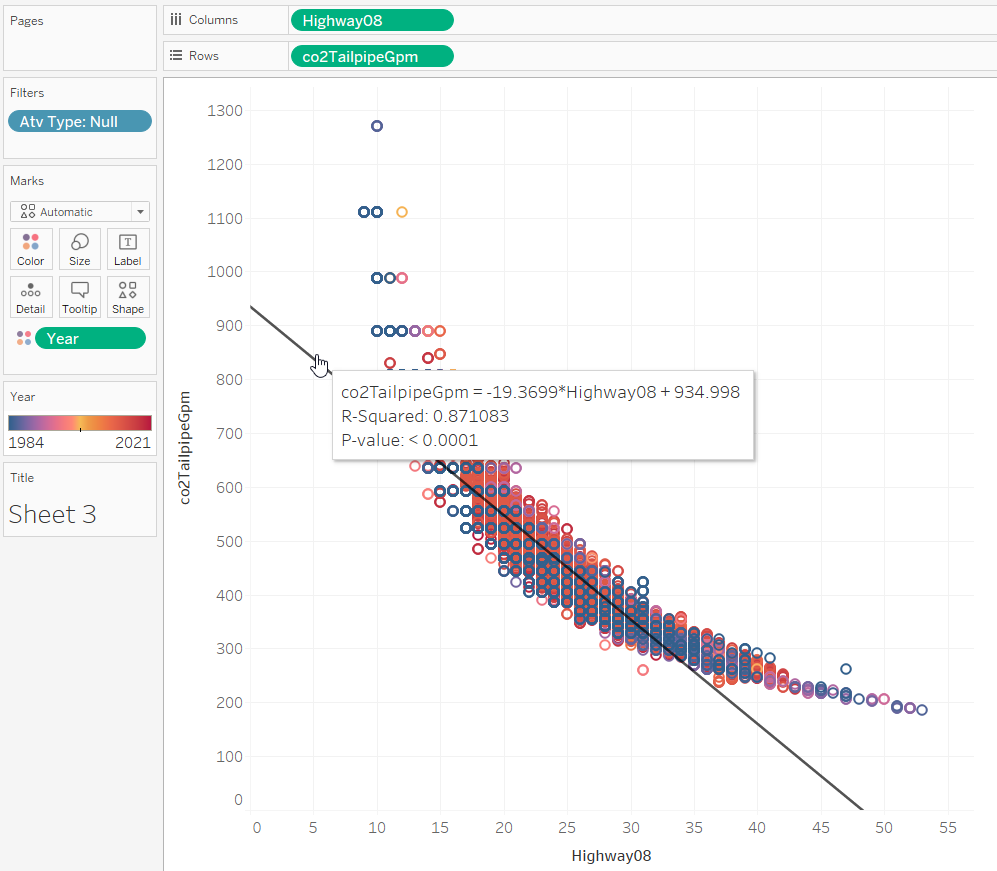 Pages
Columns
Highway08
Rows
co2TailpipeGpm
Filters
Atv Type: Null
Marks
Automatic
Color
Size
T
Label
Detail
Tooltip
Shape
Year
Year
1984
2021
Title
Sheet 3
co2TailpipeGpm
1300
1200
1100
1000
900
800
700
600
500
400
300
200
100
0
co2TailpipeGpm = -19.3699*Highway08 + 934.998
R-Squared: 0.871083
P-value: < 0.0001
0 5 10 15 20 25 30 35 40 45 50 55
Highway08